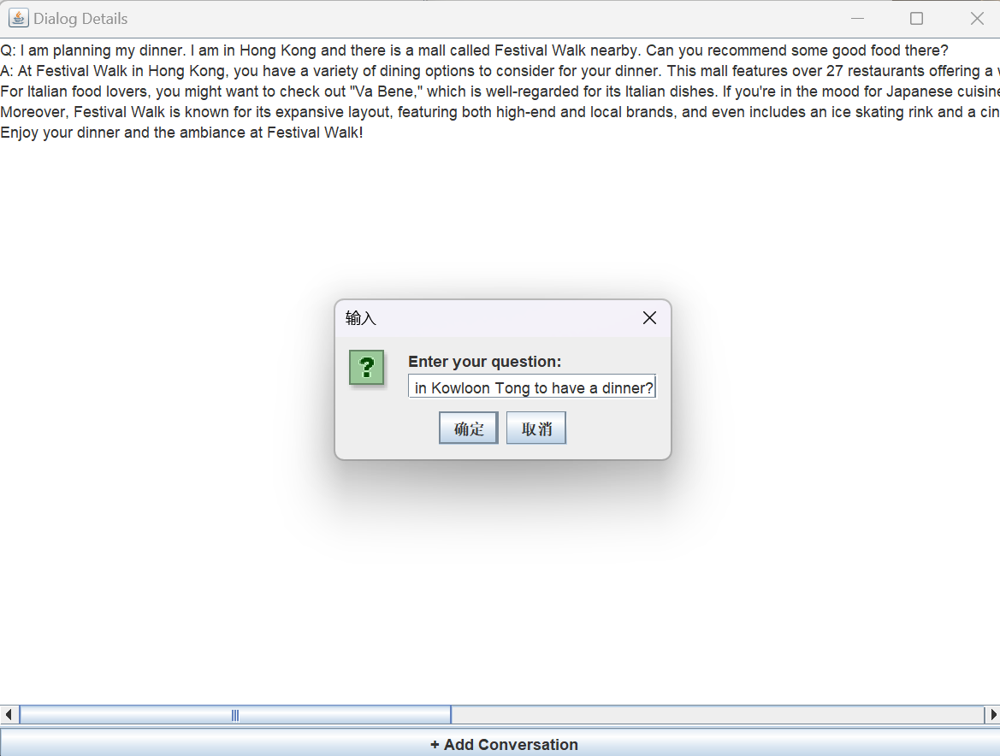 Dialog Details
Q: I am planning my dinner. I am in Hong Kong and there is a mall called Festival Walk nearby. Can you recommend some good food there?
A: At Festival Walk in Hong Kong, you have a variety of dining options to consider for your dinner. This mall features over 27 restaurants offering a
For Italian food lovers, you might want to check out "Va Bene," which is well-regarded for its Italian dishes. If you're in the mood for Japanese cuisine
Moreover, Festival Walk is known for its expansive layout, featuring both high-end and local brands, and even includes an ice skating rink and a cin
Enjoy your dinner and the ambiance at Festival Walk!
输入
Enter your question:
in Kowloon Tong to have a dinner?
确定 取消
+ Add Conversation